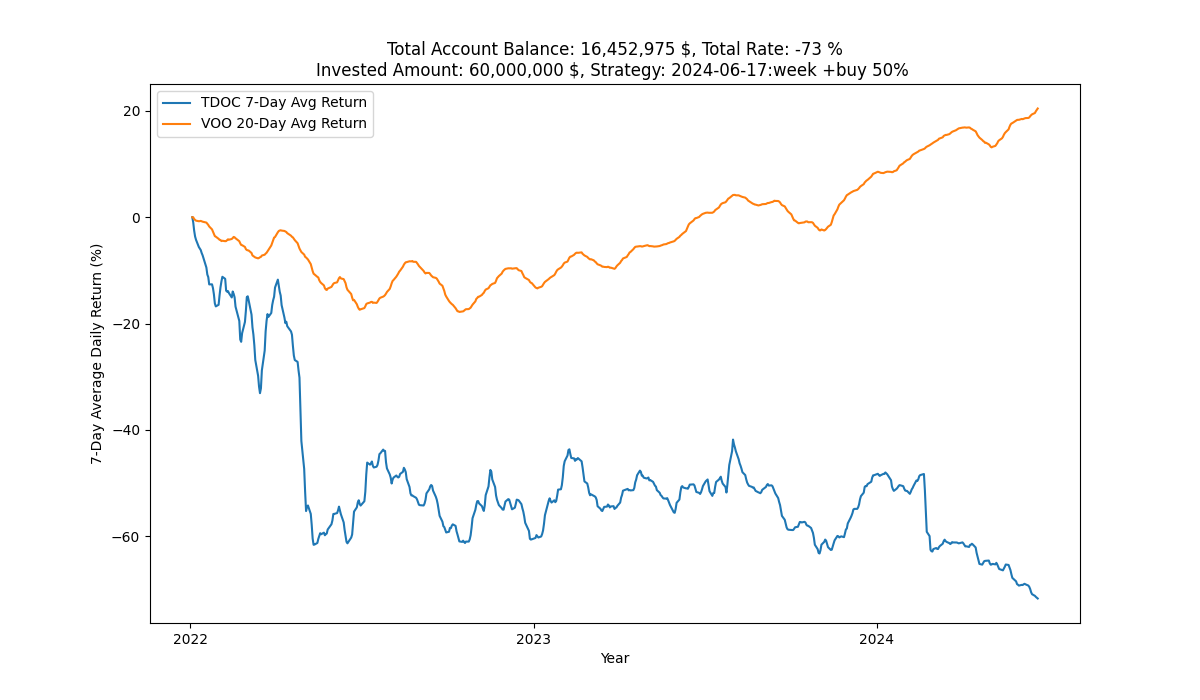 Total Account Balance: 16,452,975 $, Total Rate: -73 %
Invested Amount: 60,000,000 $, Strategy: 2024-06-17:week +buy 50%
TDOC 7-Day Avg Return
VOO 20-Day Avg Return
7-Day Average Daily Return (%)
20
0
−20
−40
−60
2022
2023
2024
Year